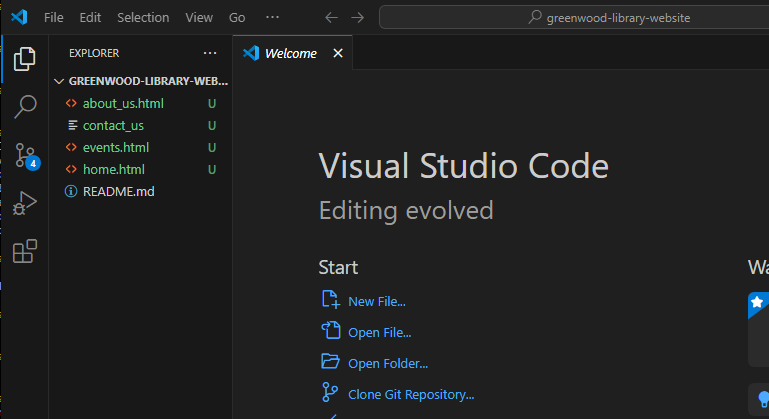 File Edit Selection View Go ··· greenwood-library-website
EXPLORER ···
Welcome
GREENWOOD-LIBRARY-WEB...
about_us.html U
contact_us U
events.html U
home.html U
README.md
4
Visual Studio Code
Editing evolved
Start
New File...
Open File...
Open Folder...
Clone Git Repository...